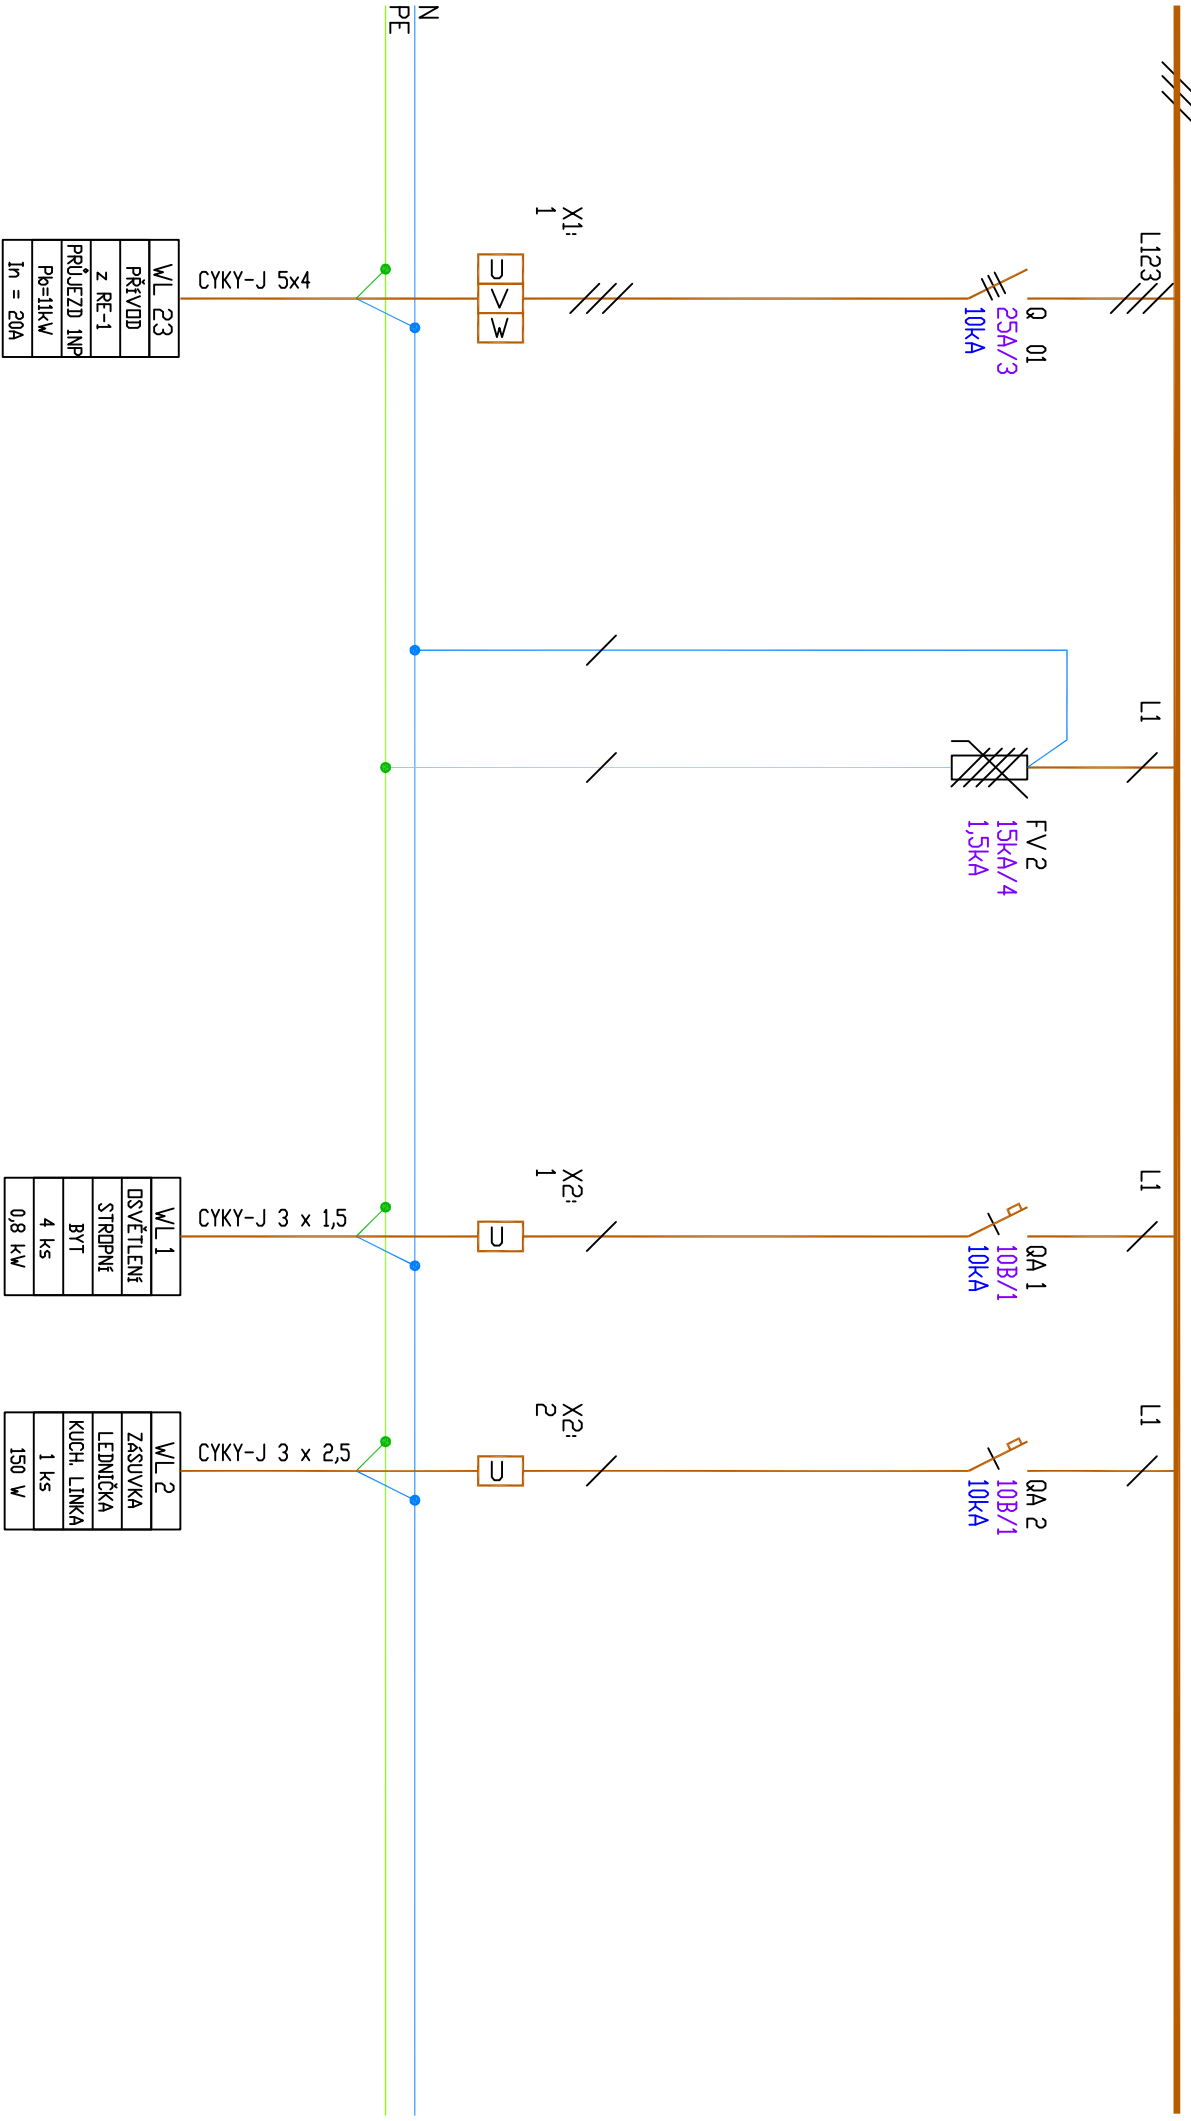 L123
L1
L1
L1
Q 01
25A/3
10kA
FV 2
15kA/4
1,5kA
QA 1
10B/1
10kA
QA 2
10B/1
10kA
X1:
1
X2:
1
X2:
2
U
V
W
U
U
N
PE
CYKY-J 5x4
CYKY-J 3 x 1,5
CYKY-J 3 x 2,5
WL 23
PŘÍVOD
z RE-1
PRŮJEZD 1NP
Pb=11kW
In = 20A
WL 1
OSVĚTLENÍ
STROPNÍ
BYT
4 ks
0,8 kW
WL 2
ZÁSUVKA
LEDNIČKA
KUCH. LINKA
1 ks
150 W